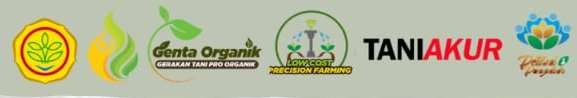 Genta Organik
GERAKAN TANI PRO ORGANIK
LOW COST
PRECISION FARMING
TANIAKUR